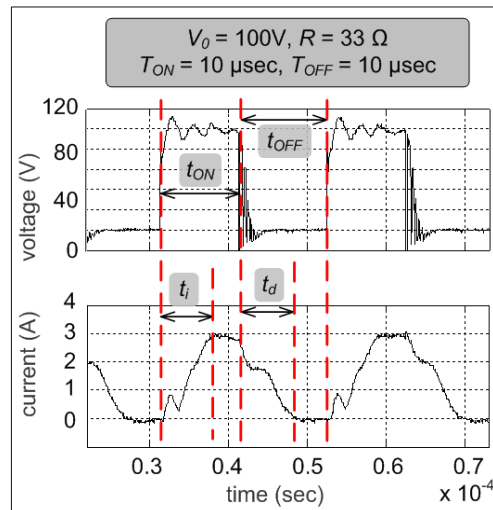 V0 = 100V, R = 33 Ω
TON = 10 μsec, TOFF = 10 μsec
120
80
40
0
voltage (V)
tON
tOFF
4
3
2
1
0
current (A)
ti
td
0.3 0.4 0.5 0.6 0.7
time (sec)
x 10⁻⁴